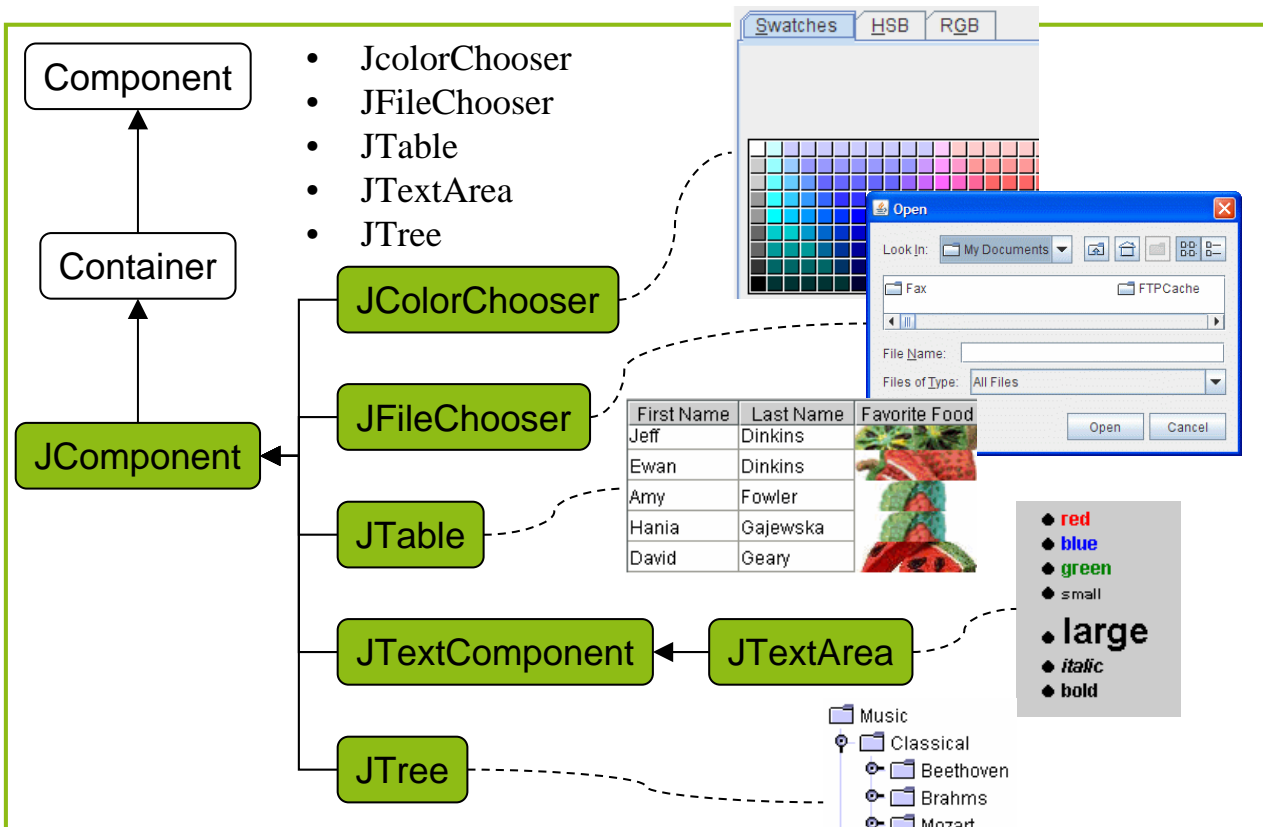 Component
Container
JComponent
• JcolorChooser
• JFileChooser
• JTable
• JTextArea
• JTree
JColorChooser
JFileChooser
JTable
JTextComponent
JTextArea
JTree
Swatches HSB RGB
Open
Look In: My Documents
Fax FTPCache
File Name:
Files of Type: All Files
Open Cancel
First Name Last Name Favorite Food
Jeff Dinkins
Ewan Dinkins
Amy Fowler
Hania Gajewska
David Geary
red
blue
green
small
large
italic
bold
Music
Classical
Beethoven
Brahms
Mozart